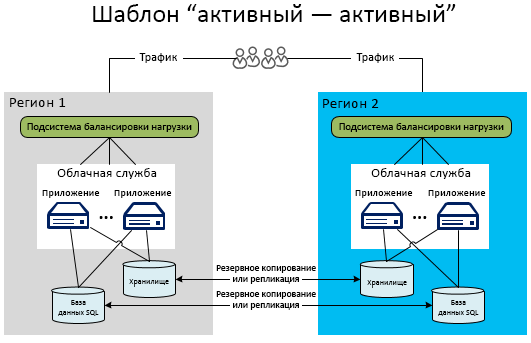 Шаблон “активный — активный”
Трафик
Трафик
Регион 1
Регион 2
Подсистема балансировки нагрузки
Подсистема балансировки нагрузки
Облачная служба
Облачная служба
Приложение
Приложение
Приложение
Приложение
...
...
Резервное копирование
или репликация
Хранилище
Хранилище
Резервное копирование
или репликация
База
данных SQL
База
данных SQL